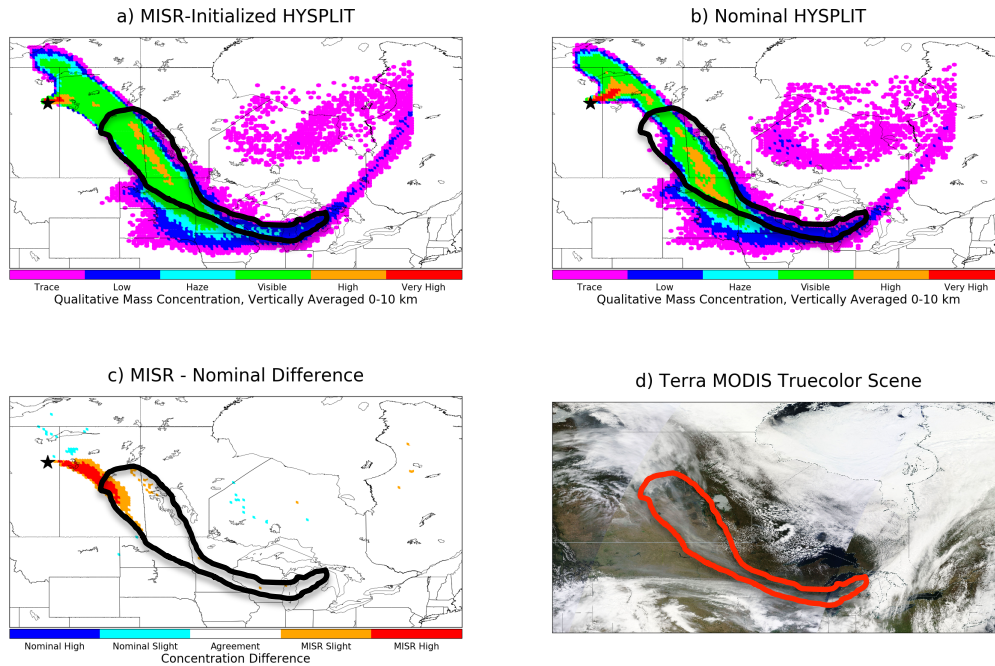 a) MISR-Initialized HYSPLIT
Trace Low Haze Visible High Very High
Qualitative Mass Concentration, Vertically Averaged 0-10 km
b) Nominal HYSPLIT
Trace Low Haze Visible High Very High
Qualitative Mass Concentration, Vertically Averaged 0-10 km
c) MISR - Nominal Difference
Nominal High Nominal Slight Agreement MISR Slight MISR High
Concentration Difference
d) Terra MODIS Truecolor Scene